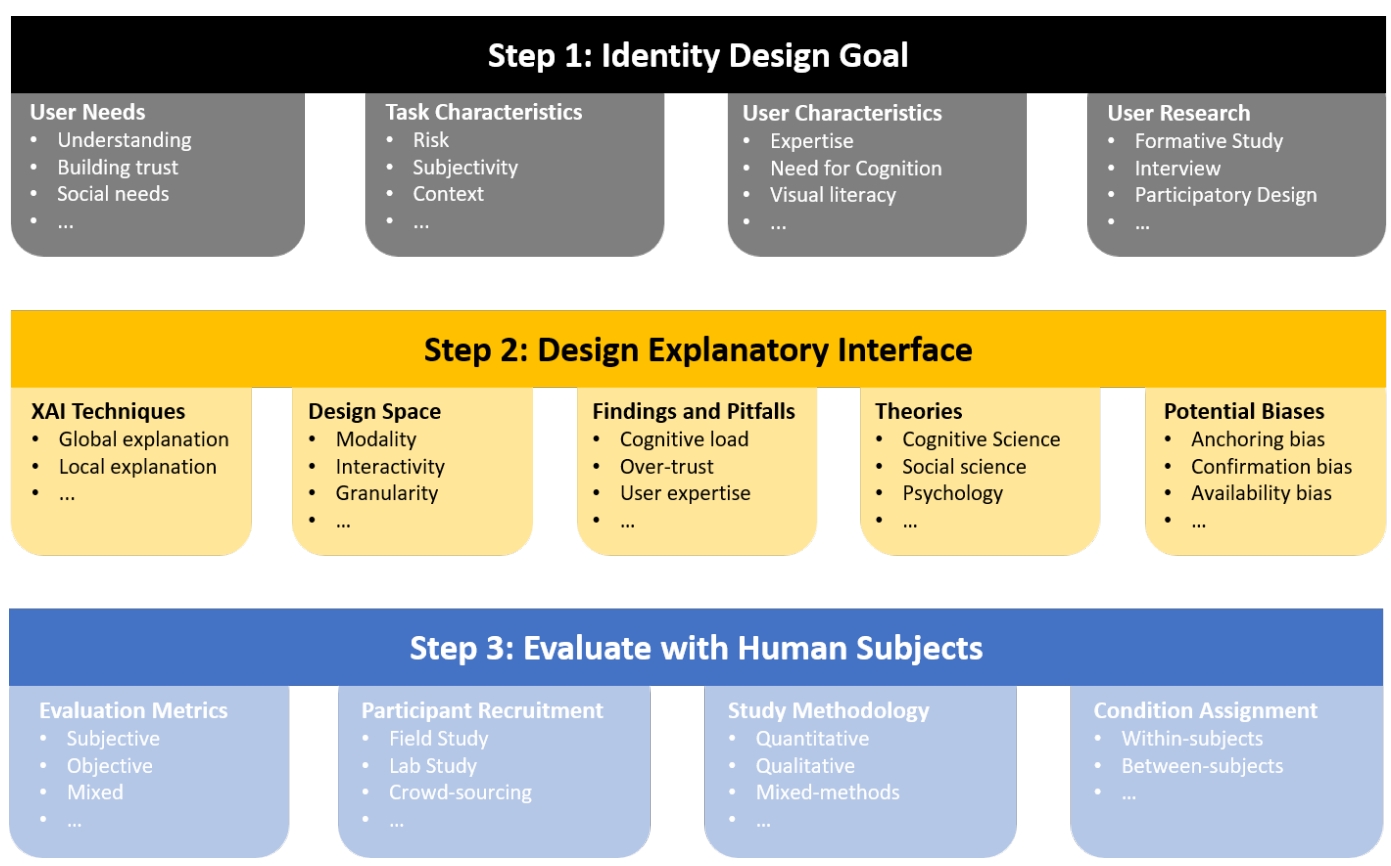 Step 1: Identity Design Goal
User Needs
• Understanding
• Building trust
• Social needs
• ...
Task Characteristics
• Risk
• Subjectivity
• Context
• ...
User Characteristics
• Expertise
• Need for Cognition
• Visual literacy
• ...
User Research
• Formative Study
• Interview
• Participatory Design
• ...
Step 2: Design Explanatory Interface
XAI Techniques
• Global explanation
• Local explanation
• ...
Design Space
• Modality
• Interactivity
• Granularity
• ...
Findings and Pitfalls
• Cognitive load
• Over-trust
• User expertise
• ...
Theories
• Cognitive Science
• Social science
• Psychology
• ...
Potential Biases
• Anchoring bias
• Confirmation bias
• Availability bias
• ...
Step 3: Evaluate with Human Subjects
Evaluation Metrics
• Subjective
• Objective
• Mixed
• ...
Participant Recruitment
• Field Study
• Lab Study
• Crowd-sourcing
• ...
Study Methodology
• Quantitative
• Qualitative
• Mixed-methods
• ...
Condition Assignment
• Within-subjects
• Between-subjects
• ...